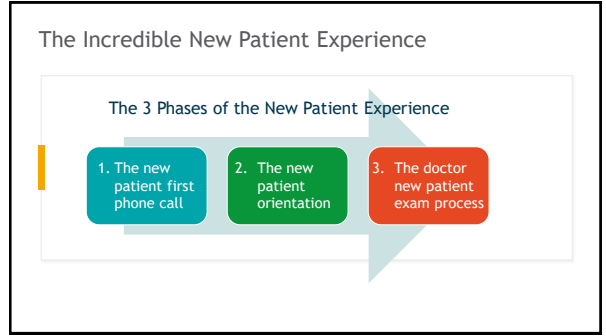 The Incredible New Patient Experience
The 3 Phases of the New Patient Experience
1. The new
patient first
phone call
2. The new
patient
orientation
3. The doctor
new patient
exam process